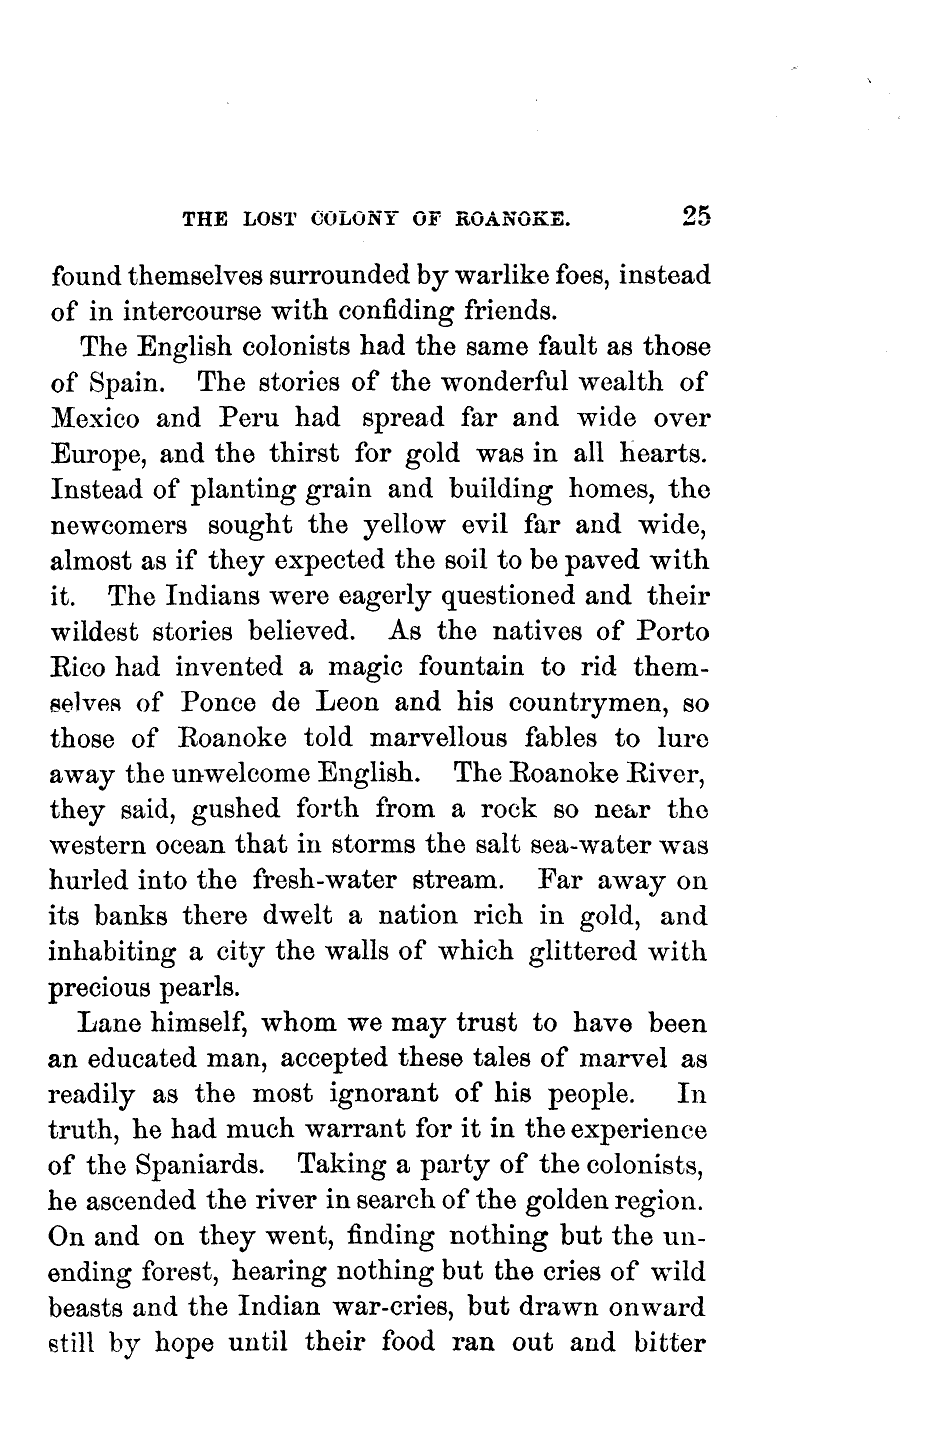 THE LOST COLONY OF ROANOKE. 25
found themselves surrounded by warlike foes, instead
of in intercourse with confiding friends.
The English colonists had the same fault as those
of Spain. The stories of the wonderful wealth of
Mexico and Peru had spread far and wide over
Europe, and the thirst for gold was in all hearts.
Instead of planting grain and building homes, the
newcomers sought the yellow evil far and wide,
almost as if they expected the soil to be paved with
it. The Indians were eagerly questioned and their
wildest stories believed. As the natives of Porto
Rico had invented a magic fountain to rid them-
selves of Ponce de Leon and his countrymen, so
those of Roanoke told marvellous fables to lure
away the unwelcome English. The Roanoke River,
they said, gushed forth from a rock so near the
western ocean that in storms the salt sea-water was
hurled into the fresh-water stream. Far away on
its banks there dwelt a nation rich in gold, and
inhabiting a city the walls of which glittered with
precious pearls.
Lane himself, whom we may trust to have been
an educated man, accepted these tales of marvel as
readily as the most ignorant of his people. In
truth, he had much warrant for it in the experience
of the Spaniards. Taking a party of the colonists,
he ascended the river in search of the golden region.
On and on they went, finding nothing but the un-
ending forest, hearing nothing but the cries of wild
beasts and the Indian war-cries, but drawn onward
still by hope until their food ran out and bitter